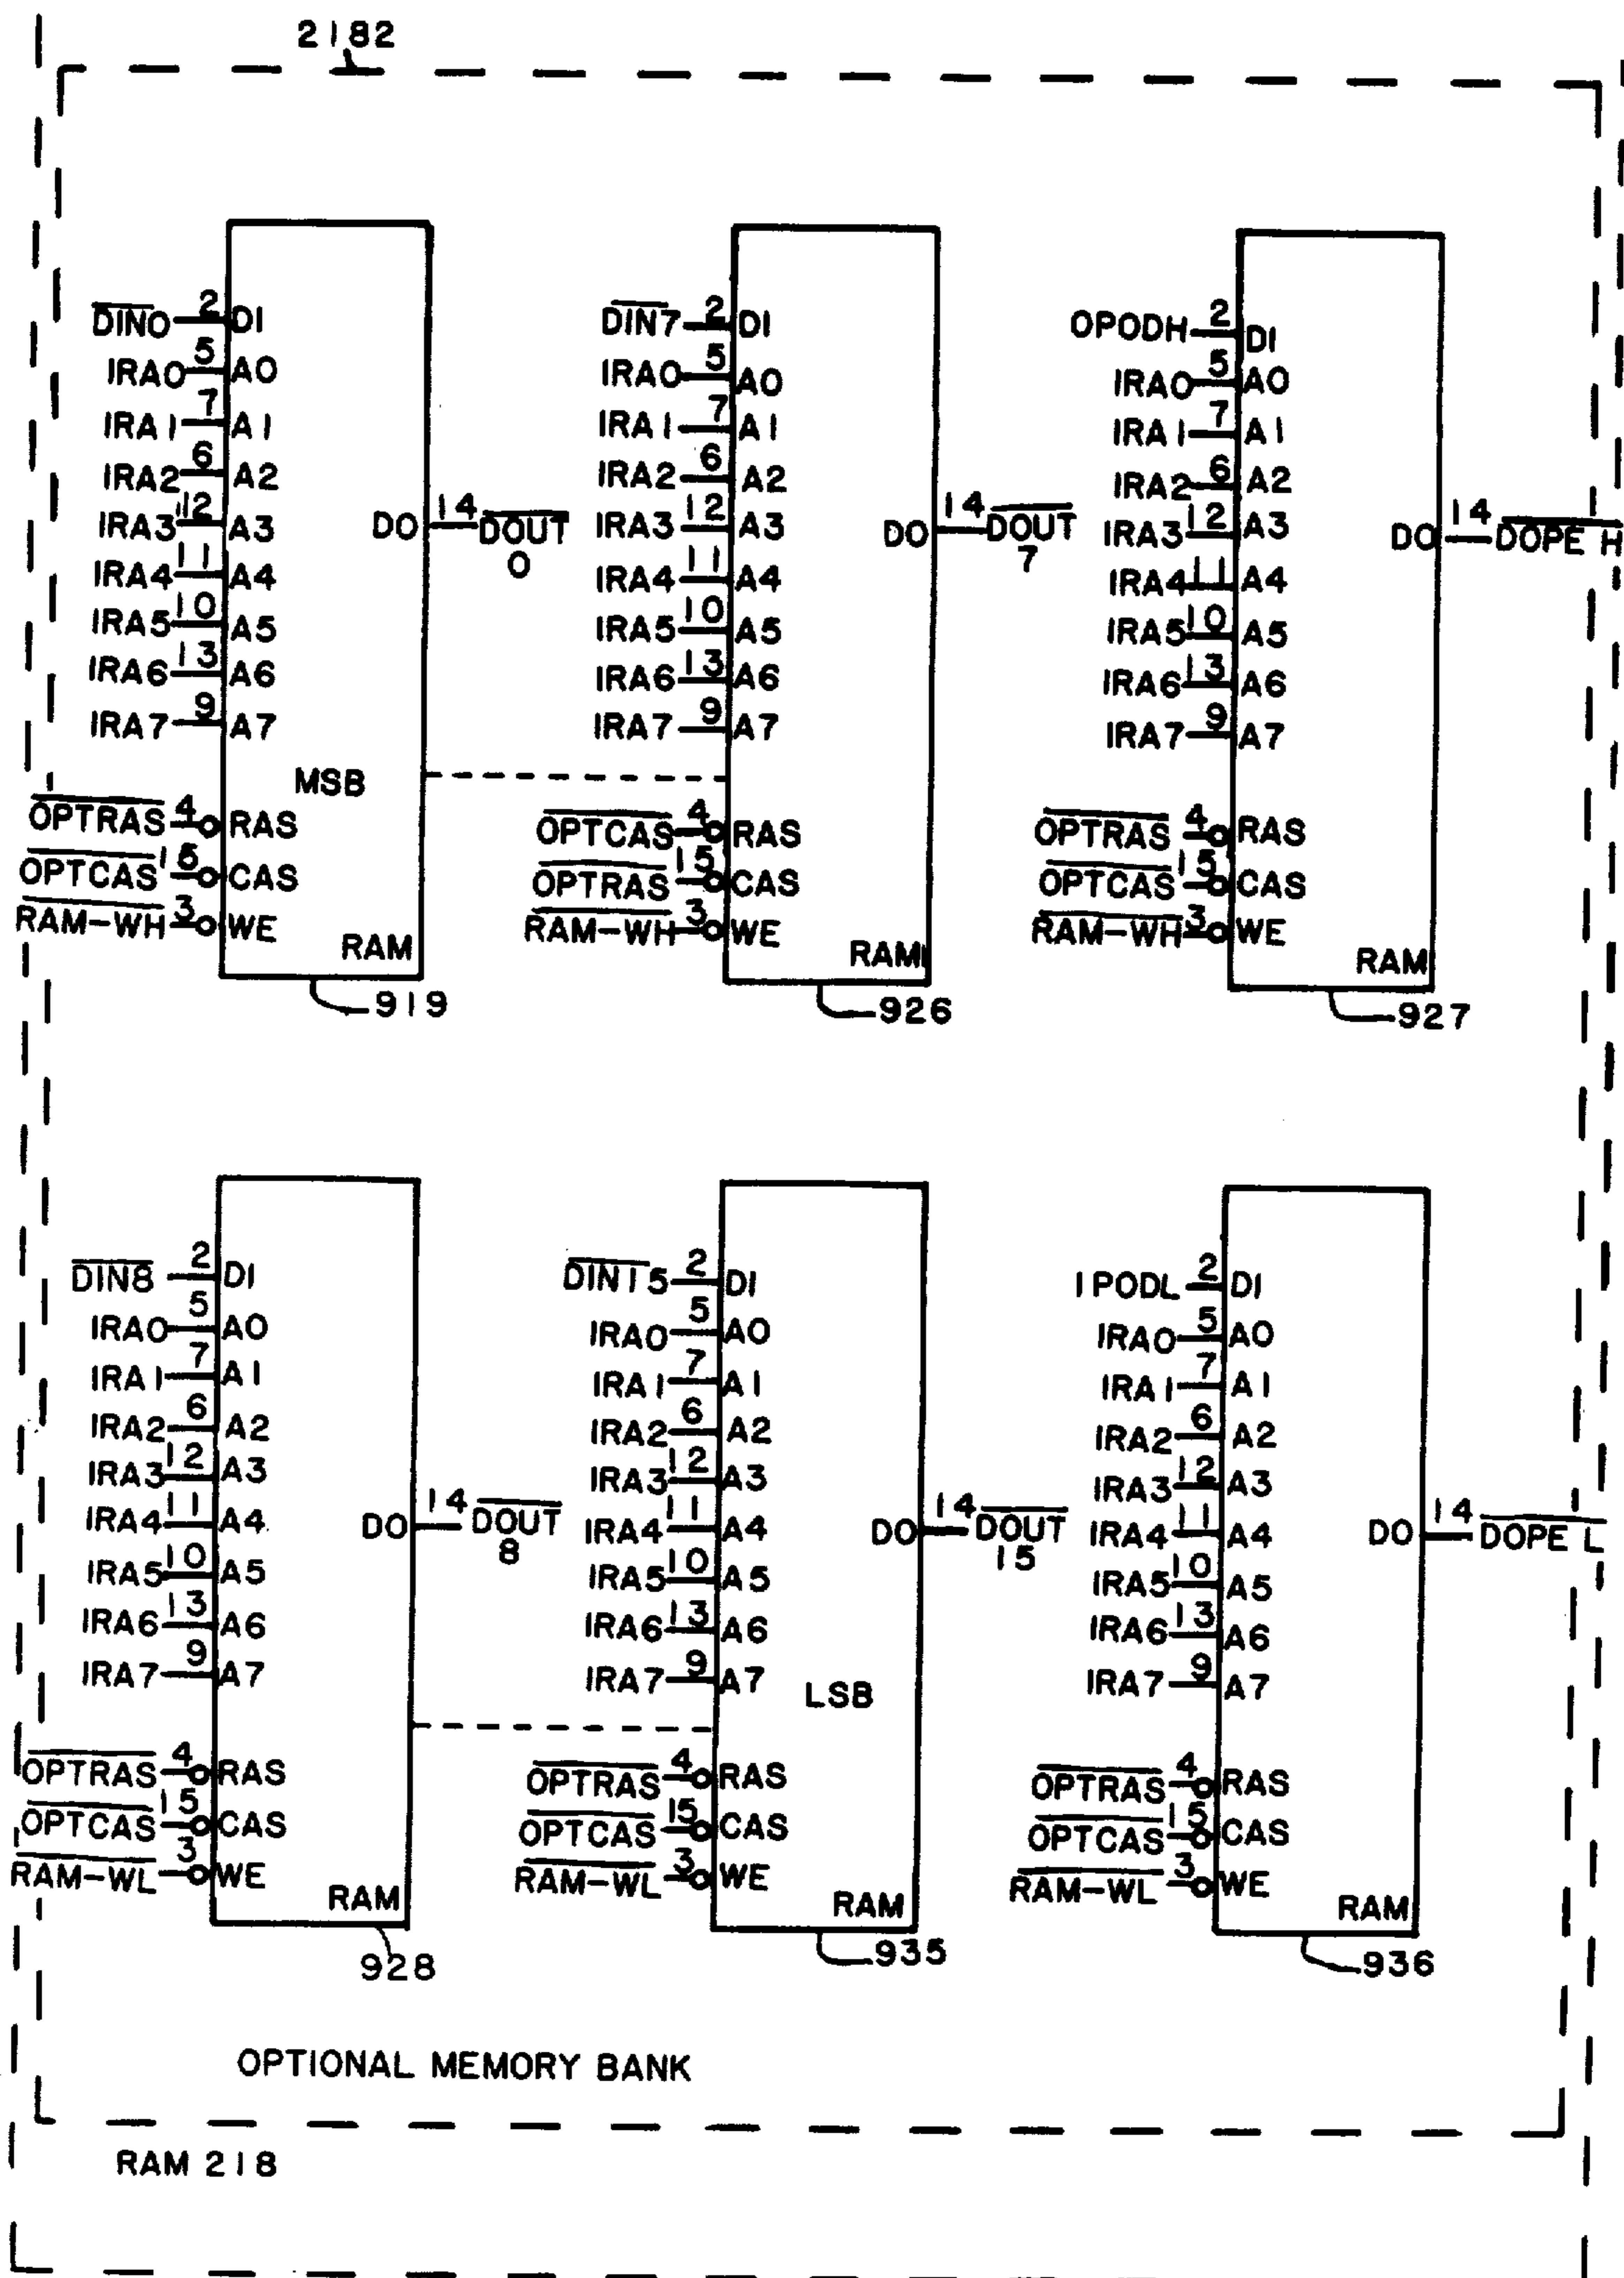 2182
DIN0 2 DI
IRA0 5 A0
IRA1 7 A1
IRA2 6 A2
IRA3 12 A3
IRA4 11 A4
IRA5 10 A5
IRA6 13 A6
IRA7 9 A7
MSB
OPTRAS 4 RAS
OPTCAS 15 CAS
RAM-WH 3 WE
DO 14 DOUT
0
RAM
919
DIN7 2 DI
IRA0 5 A0
IRA1 7 A1
IRA2 6 A2
IRA3 12 A3
IRA4 11 A4
IRA5 10 A5
IRA6 13 A6
IRA7 9 A7
OPTCAS 4 RAS
OPTRAS 15 CAS
RAM-WH 3 WE
DO 14 DOUT
7
RAM
926
OPODH 2 DI
IRA0 5 A0
IRA1 7 A1
IRA2 6 A2
IRA3 12 A3
IRA4 11 A4
IRA5 10 A5
IRA6 13 A6
IRA7 9 A7
OPTRAS 4 RAS
OPTCAS 15 CAS
RAM-WH 3 WE
DO 14 DOPE H
RAM
927
DIN8 2 DI
IRA0 5 A0
IRA1 7 A1
IRA2 6 A2
IRA3 12 A3
IRA4 11 A4
IRA5 10 A5
IRA6 13 A6
IRA7 9 A7
OPTRAS 4 RAS
OPTCAS 15 CAS
RAM-WL 3 WE
DO 14 DOUT
8
RAM
928
DIN15 2 DI
IRA0 5 A0
IRA1 7 A1
IRA2 6 A2
IRA3 12 A3
IRA4 11 A4
IRA5 10 A5
IRA6 13 A6
IRA7 9 A7
LSB
OPTRAS 4 RAS
OPTCAS 15 CAS
RAM-WL 3 WE
DO 14 DOUT
15
RAM
935
IPODL 2 DI
IRA0 5 A0
IRA1 7 A1
IRA2 6 A2
IRA3 12 A3
IRA4 11 A4
IRA5 10 A5
IRA6 13 A6
IRA7 9 A7
OPTRAS 4 RAS
OPTCAS 15 CAS
RAM-WL 3 WE
DO 14 DOPE L
RAM
936
OPTIONAL MEMORY BANK
RAM 218